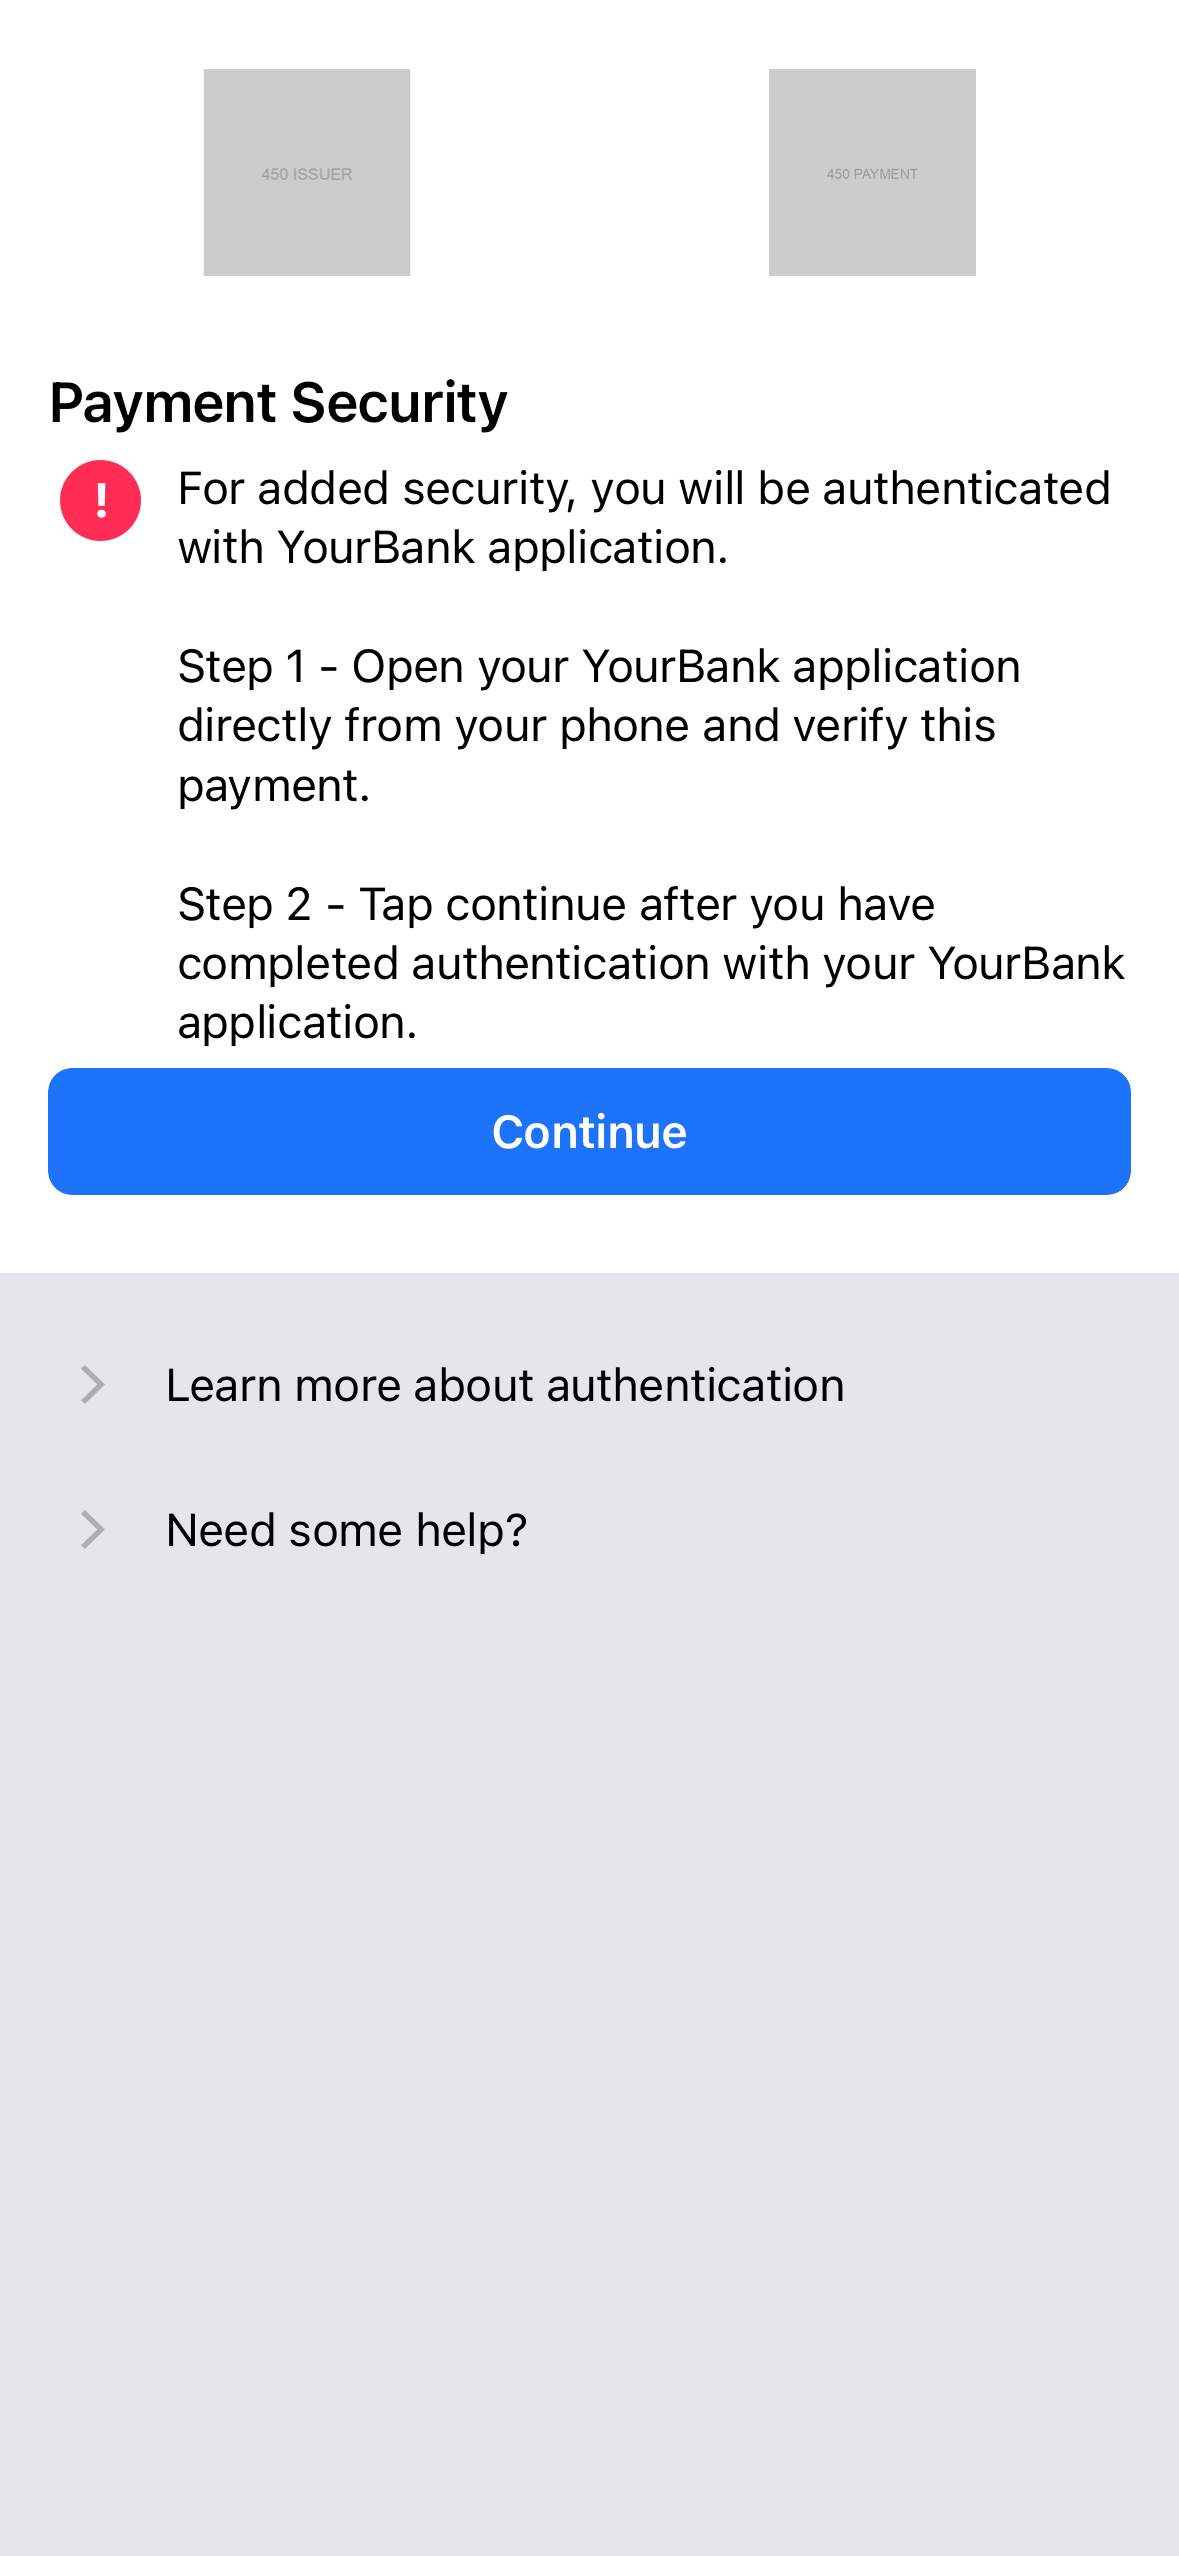 450 ISSUER
450 PAYMENT
Payment Security
!
For added security, you will be authenticated
with YourBank application.
Step 1 - Open your YourBank application
directly from your phone and verify this
payment.
Step 2 - Tap continue after you have
completed authentication with your YourBank
application.
Continue
Learn more about authentication
Need some help?